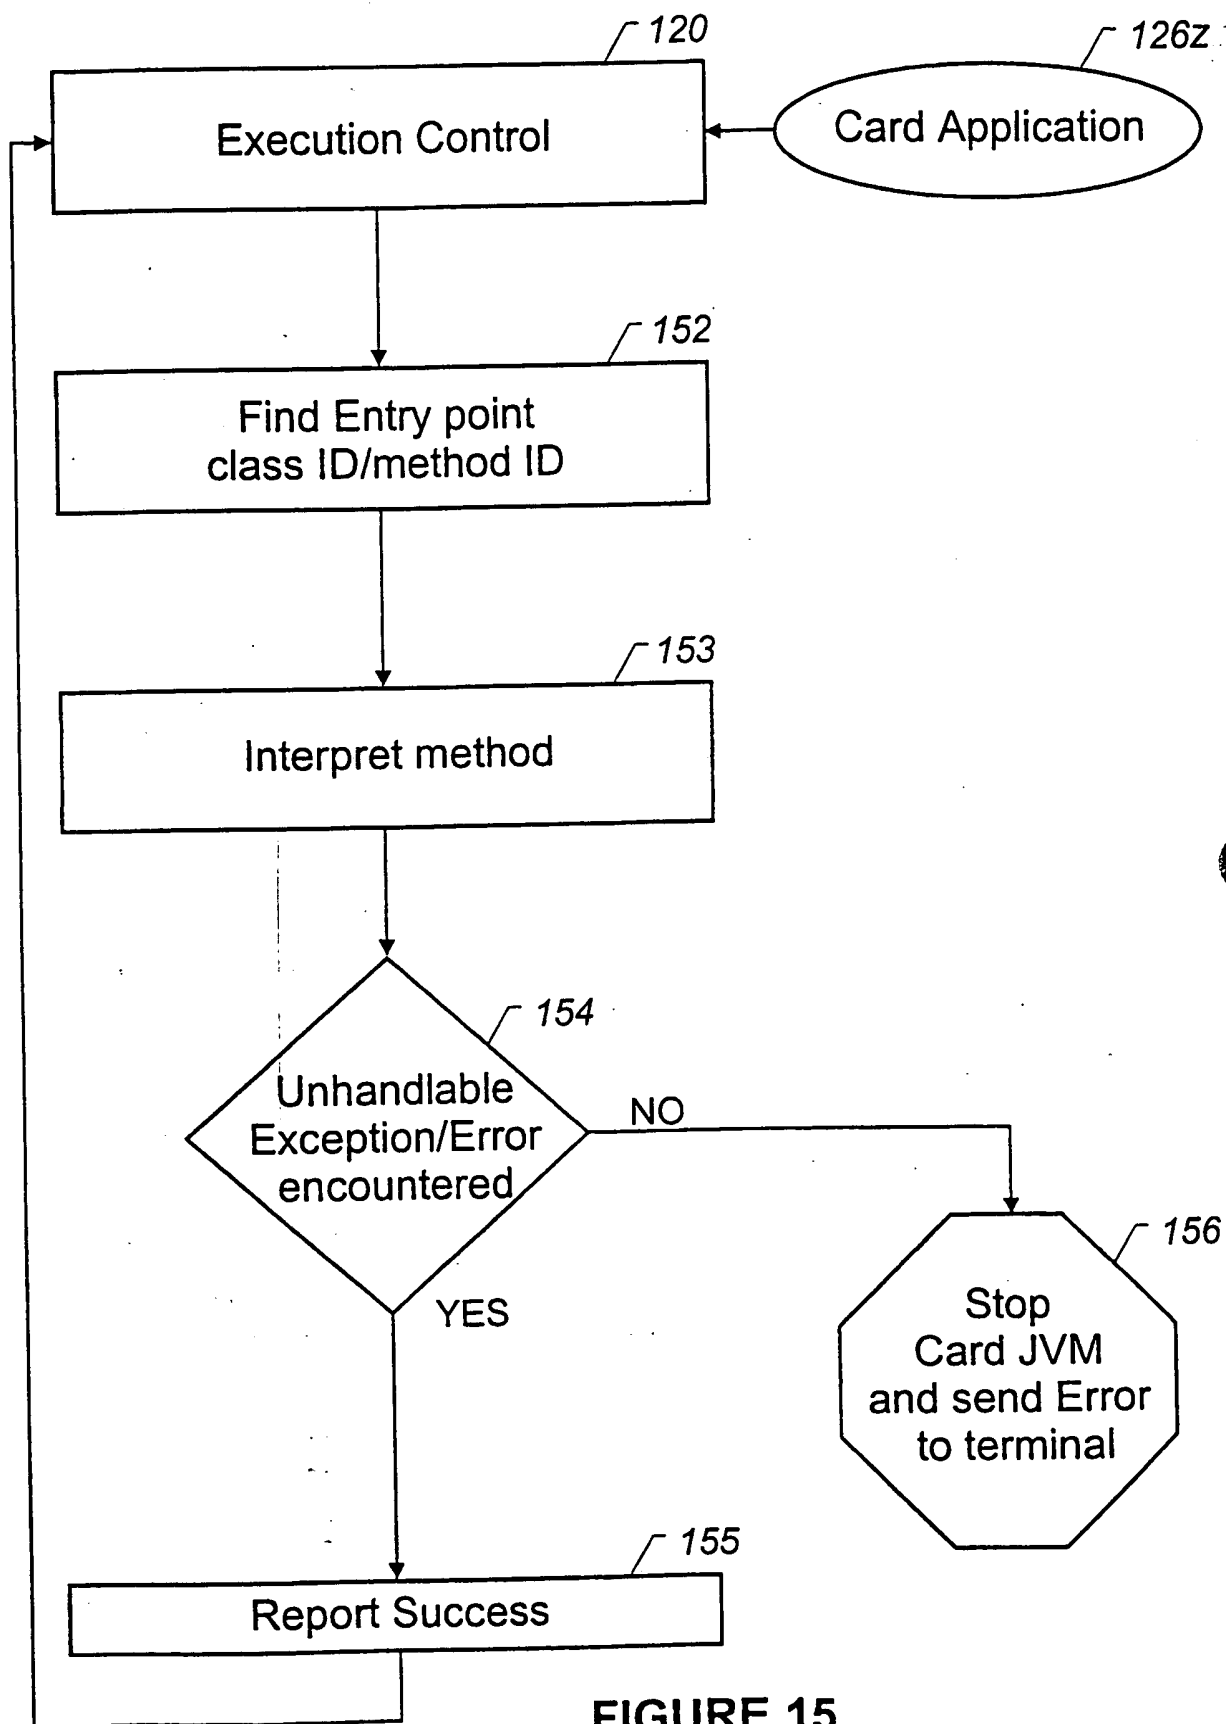 120
126z
Execution Control
Card Application
152
Find Entry point
class ID/method ID
153
Interpret method
154
Unhandlable
Exception/Error
encountered
NO
YES
156
Stop
Card JVM
and send Error
to terminal
155
Report Success
FIGURE 15